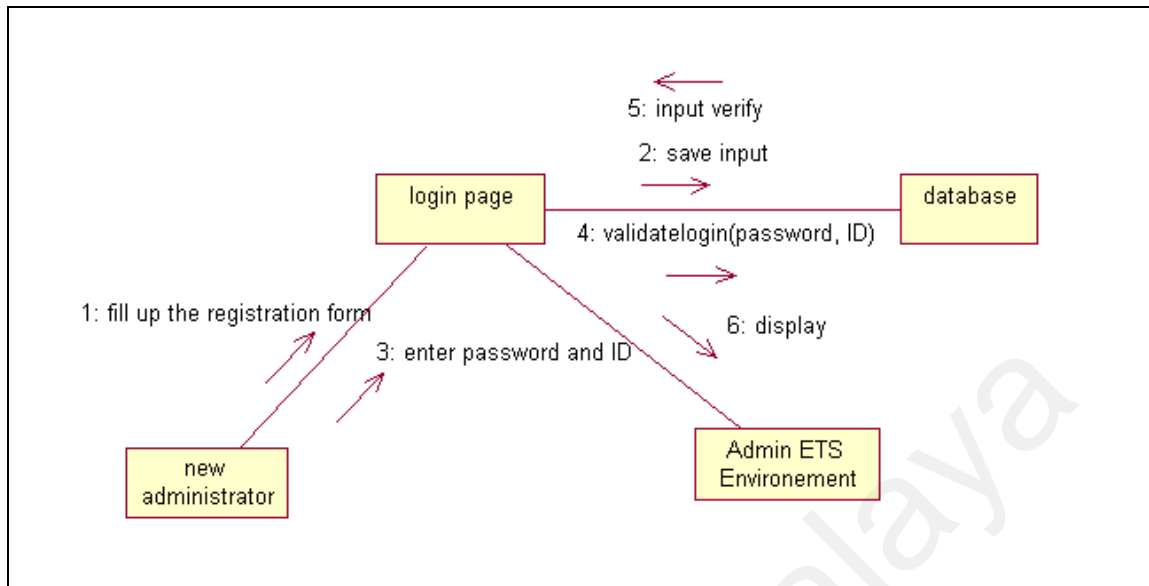 5: input verify
2: save input
login page
database
4: validatelogin(password, ID)
1: fill up the registration form
6: display
3: enter password and ID
new
administrator
Admin ETS
Environement
alaya